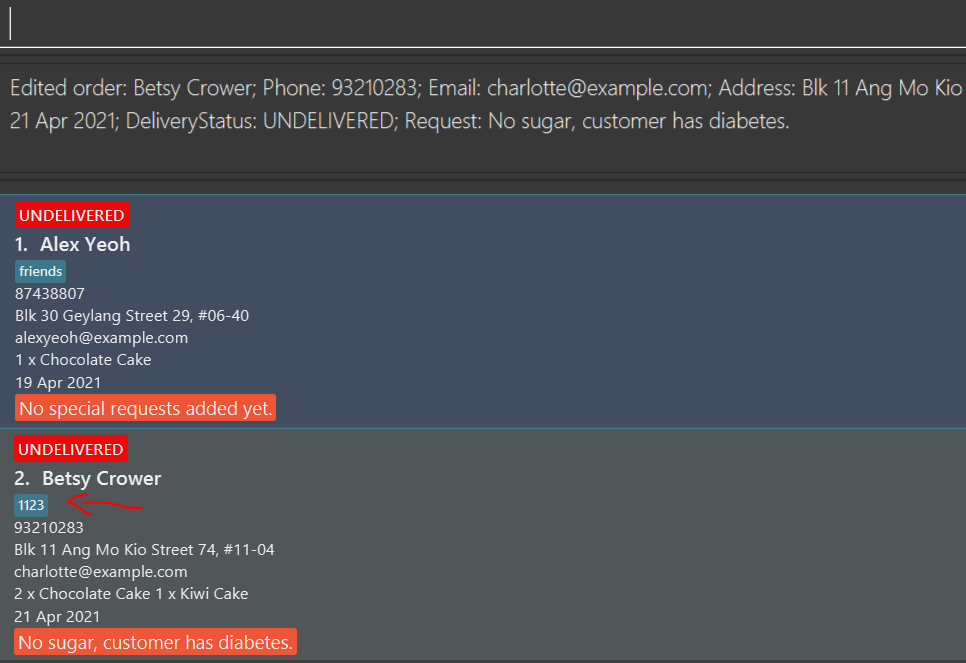 Edited order: Betsy Crower; Phone: 93210283; Email: charlotte@example.com; Address: Blk 11 Ang Mo Kio
21 Apr 2021; DeliveryStatus: UNDELIVERED; Request: No sugar, customer has diabetes.
UNDELIVERED
1. Alex Yeoh
friends
87438807
Blk 30 Geylang Street 29, #06-40
alexyeoh@example.com
1 x Chocolate Cake
19 Apr 2021
No special requests added yet.
UNDELIVERED
2. Betsy Crower
1123
93210283
Blk 11 Ang Mo Kio Street 74, #11-04
charlotte@example.com
2 x Chocolate Cake 1 x Kiwi Cake
21 Apr 2021
No sugar, customer has diabetes.